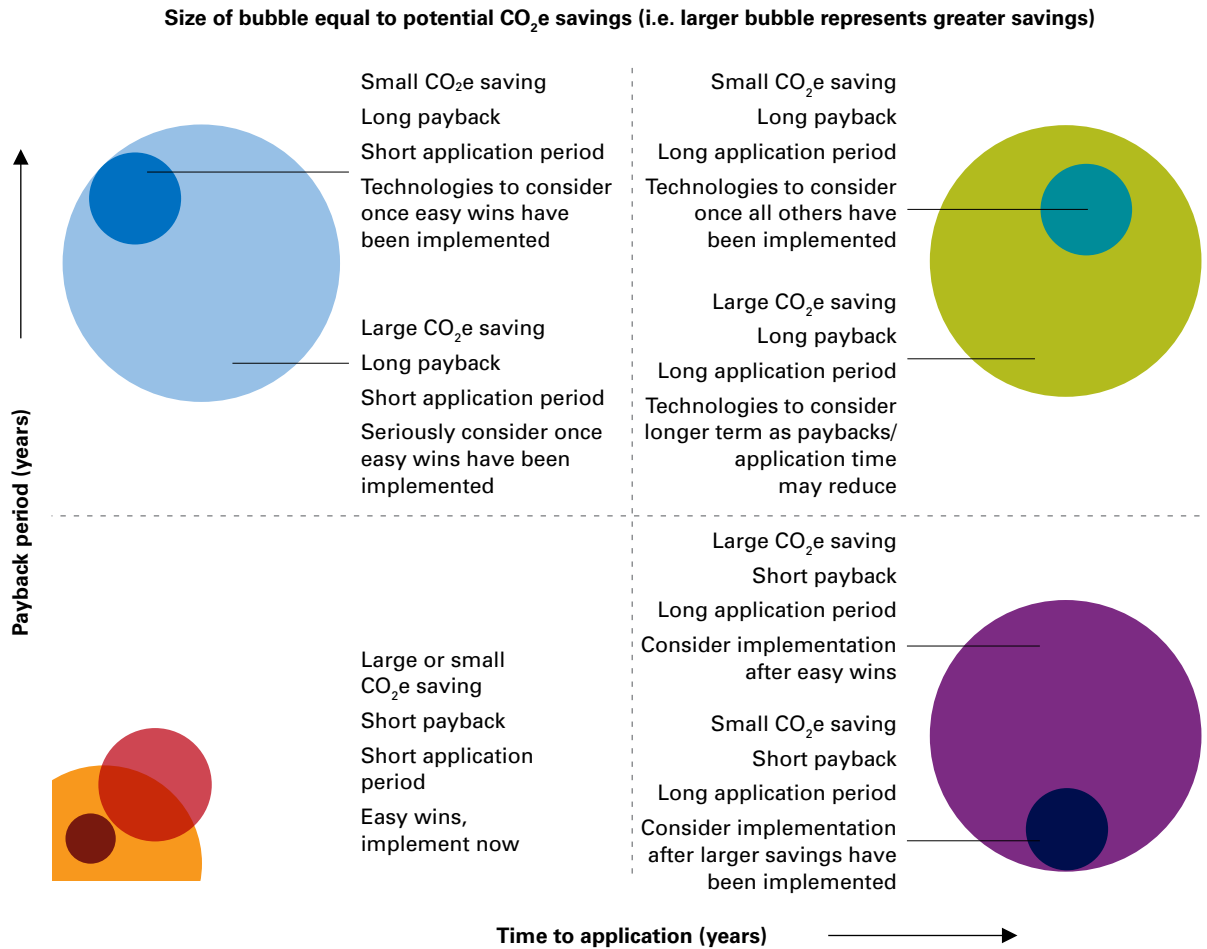 Size of bubble equal to potential CO₂e savings (i.e. larger bubble represents greater savings)
Payback period (years)
Small CO₂e saving
Long payback
Short application period
Technologies to consider
once easy wins have
been implemented
Large CO₂e saving
Long payback
Short application period
Seriously consider once
easy wins have been
implemented
Small CO₂e saving
Long payback
Long application period
Technologies to consider
once all others have
been implemented
Large CO₂e saving
Long payback
Long application period
Technologies to consider
longer term as paybacks/
application time
may reduce
Large or small
CO₂e saving
Short payback
Short application
period
Easy wins,
implement now
Large CO₂e saving
Short payback
Long application period
Consider implementation
after easy wins
Small CO₂e saving
Short payback
Long application period
Consider implementation
after larger savings have
been implemented
Time to application (years)